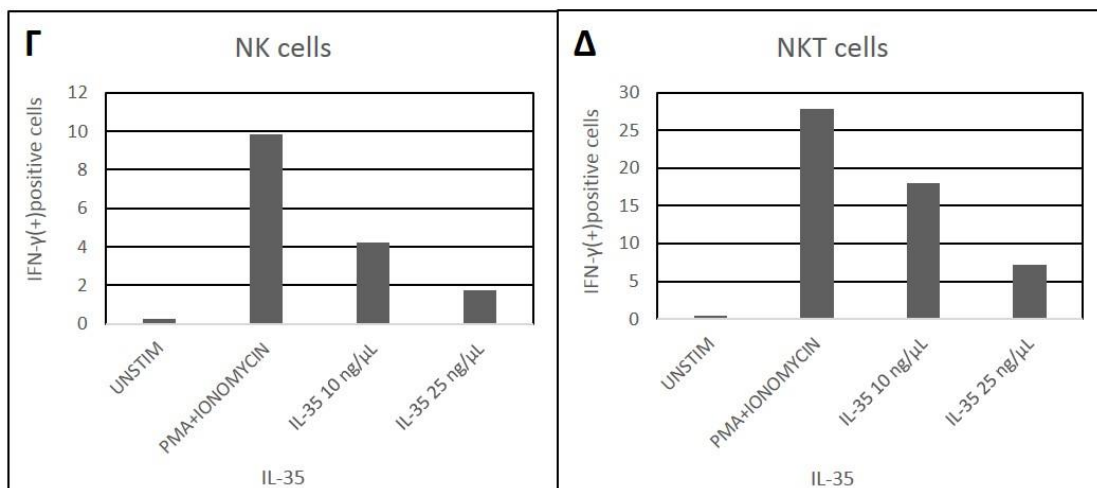 Γ
NK cells
IFN-γ(+)positive cells
12
10
8
6
4
2
0
UNSTIM
PMA+IONOMYCIN
IL-35 10 ng/μL
IL-35 25 ng/μL
IL-35
Δ
NKT cells
IFN-γ(+)positive cells
30
25
20
15
10
5
0
UNSTIM
PMA+IONOMYCIN
IL-35 10 ng/μL
IL-35 25 ng/μL
IL-35